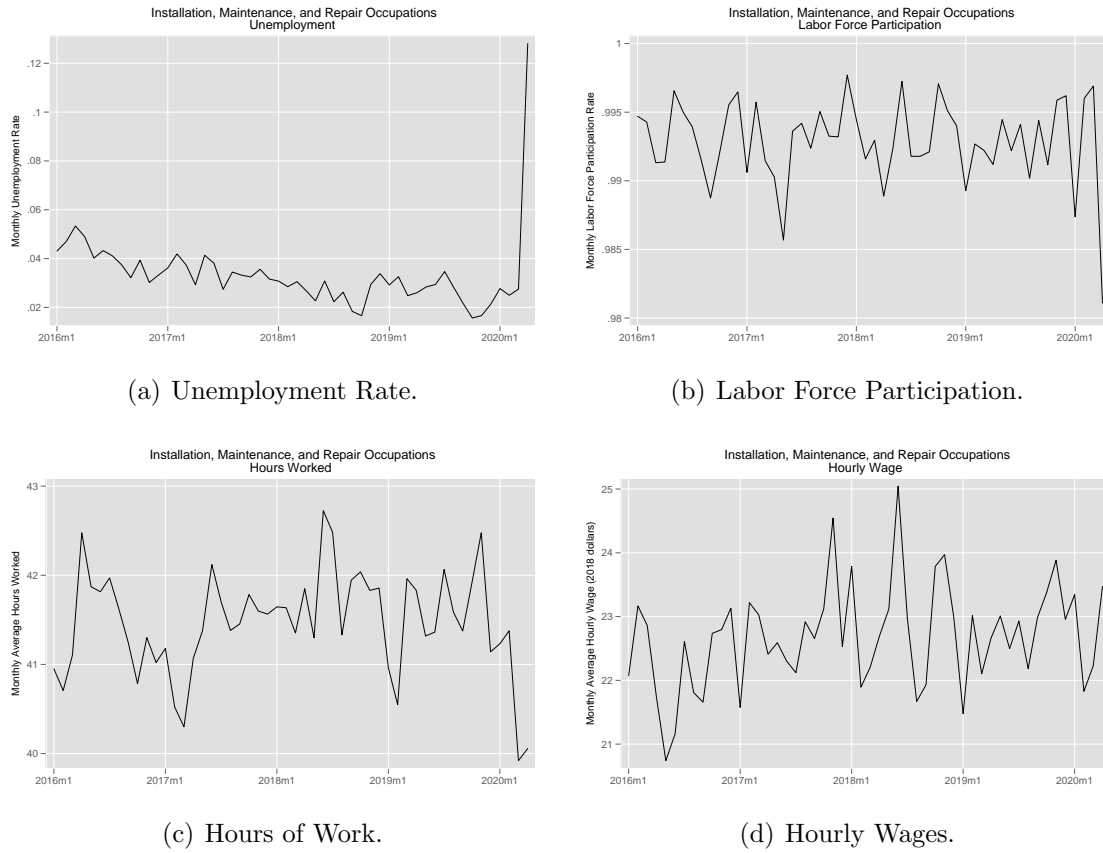 Installation, Maintenance, and Repair Occupations
Unemployment
Monthly Unemployment Rate
.12
.1
.08
.06
.04
.02
2016m1 2017m1 2018m1 2019m1 2020m1
(a) Unemployment Rate.
Installation, Maintenance, and Repair Occupations
Labor Force Participation
Monthly Labor Force Participation Rate
1
.995
.99
.985
.98
2016m1 2017m1 2018m1 2019m1 2020m1
(b) Labor Force Participation.
Installation, Maintenance, and Repair Occupations
Hours Worked
Monthly Average Hours Worked
43
42
41
40
2016m1 2017m1 2018m1 2019m1 2020m1
(c) Hours of Work.
Installation, Maintenance, and Repair Occupations
Hourly Wage
Monthly Average Hourly Wage (2018 dollars)
25
24
23
22
21
2016m1 2017m1 2018m1 2019m1 2020m1
(d) Hourly Wages.